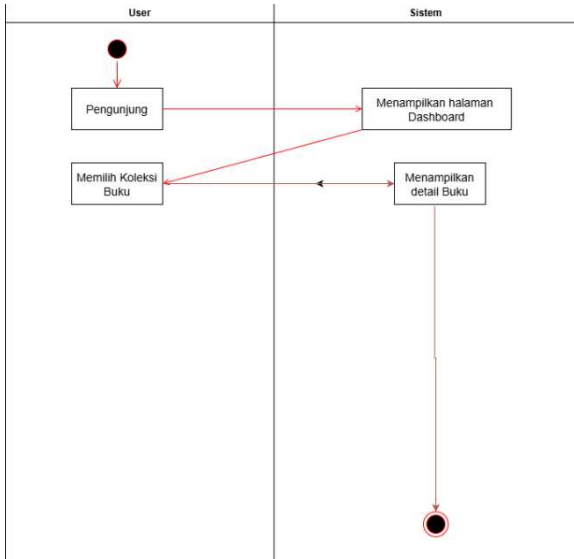 User
Sistem
Pengunjung
Menampilkan halaman
Dashboard
Memilih Koleksi
Buku
Menampilkan
detail Buku